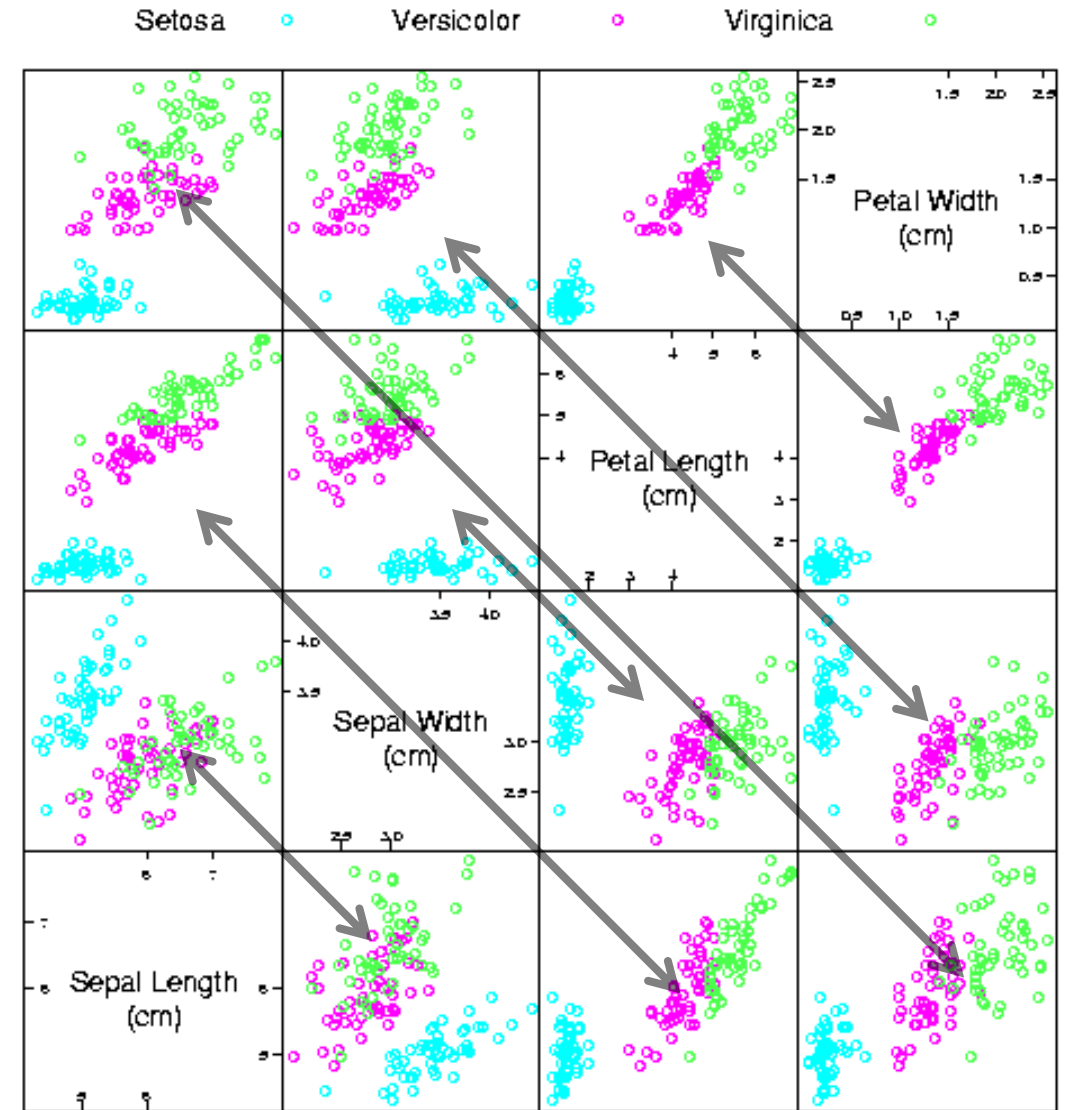 Setosa Versicolor Virginica
2.5 1.5 2.0 2.5
2.0
1.5 1.5
Petal Width
(cm)
1.0
0.5
0.5 1.0 1.5
4 5 6
6
5
4 Petal Length 4
(cm)
3
2
2 3 4
3.5 4.0
4.0
3.5
Sepal Width
(cm)
3.0
2.5
2.5 3.0
6 7
7
6 Sepal Length 6
(cm)
5
5 6